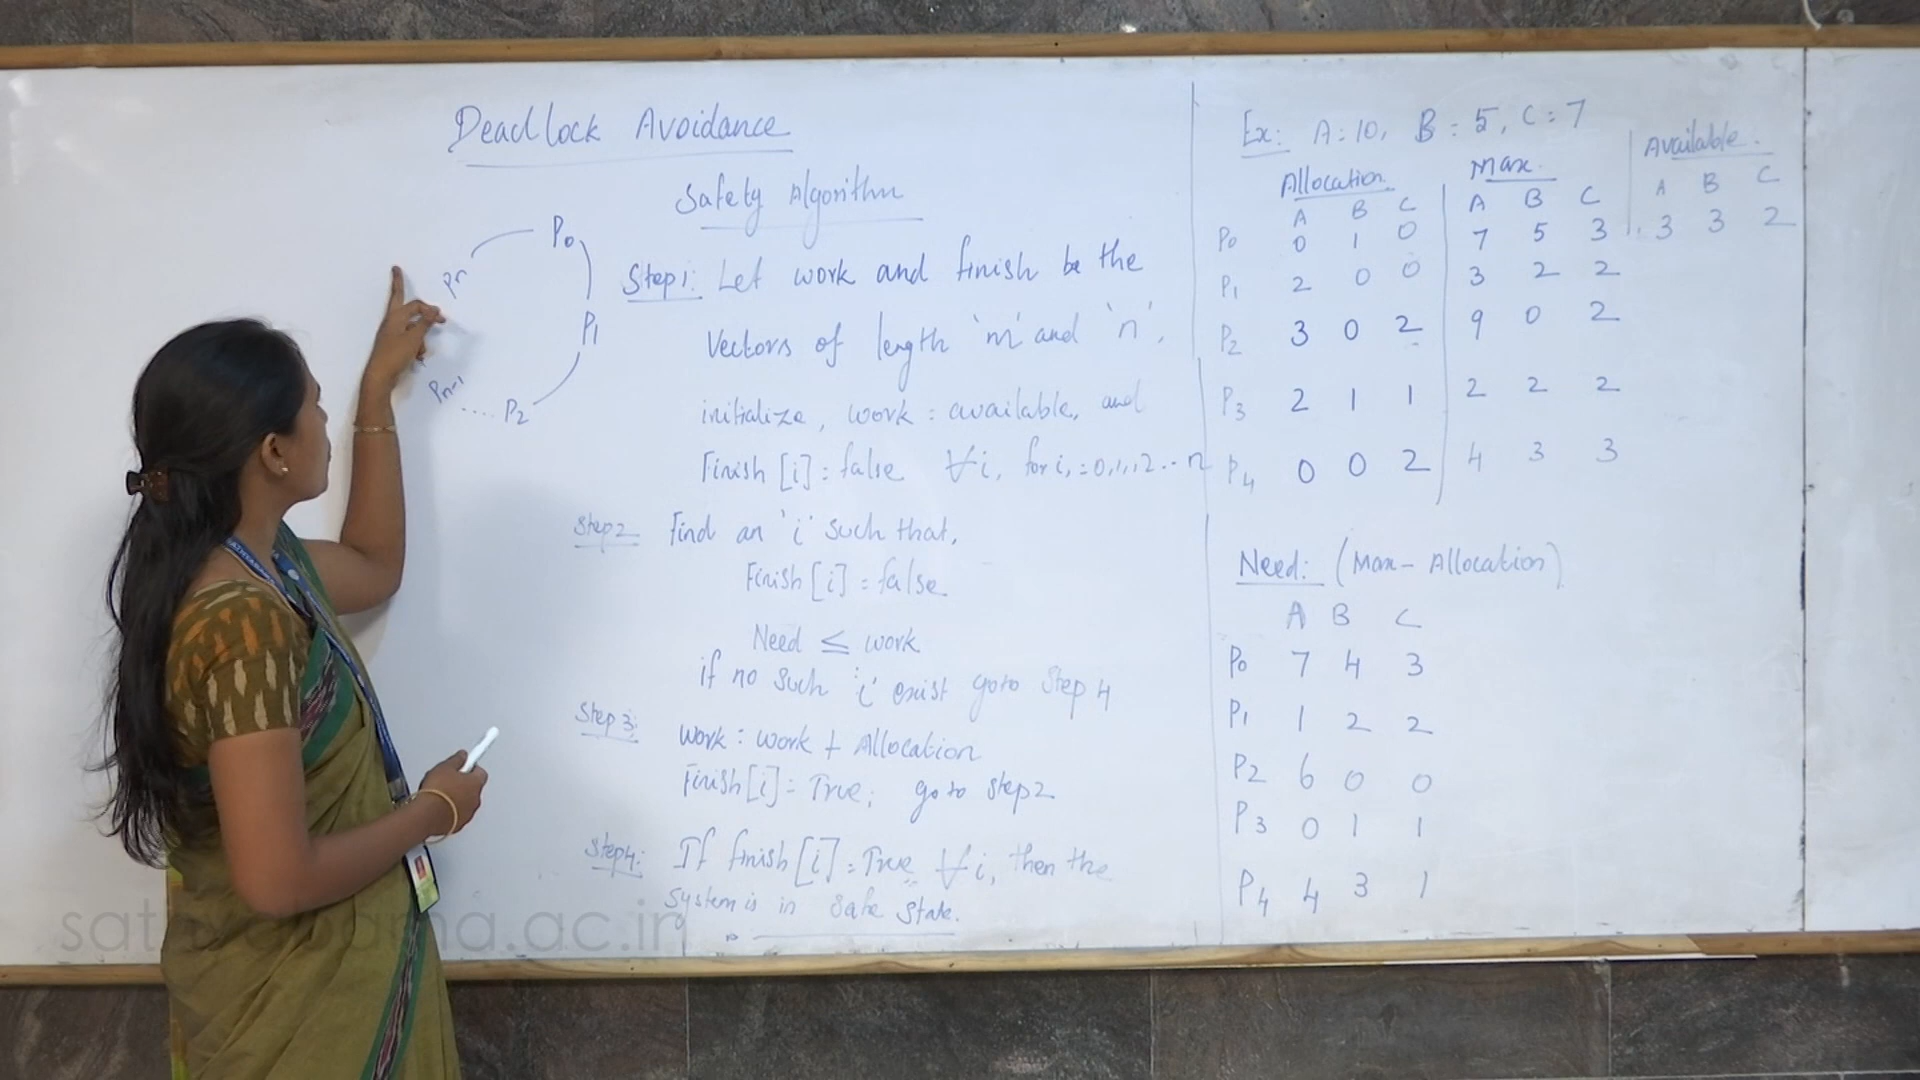 Deadlock Avoidance
Safety Algorithm
P0
Pn
P1
Pn-1
.... P2
Step1: Let work and finish be the
Vectors of length 'm' and 'n',
initialize, work = available, and
Finish [i] = false ∀i, for i,=0,1,,2..n
Step2 Find an 'i' such that,
Finish [i] = false
Need ≤ work
if no such 'i' exist goto Step 4
Step 3: work = work + Allocation
Finish[i] = True; go to step2
Step4: If finish [i] = True ∀i, then the
System is in Safe State.
Ex: A=10, B=5, C=7
Allocation Max Available
A B C A B C A B C
P0 0 1 0 7 5 3 3 3 2
P1 2 0 0 3 2 2
P2 3 0 2 9 0 2
P3 2 1 1 2 2 2
P4 0 0 2 4 3 3
Need: (Max - Allocation)
A B C
P0 7 4 3
P1 1 2 2
P2 6 0 0
P3 0 1 1
P4 4 3 1
sathyabama.ac.in